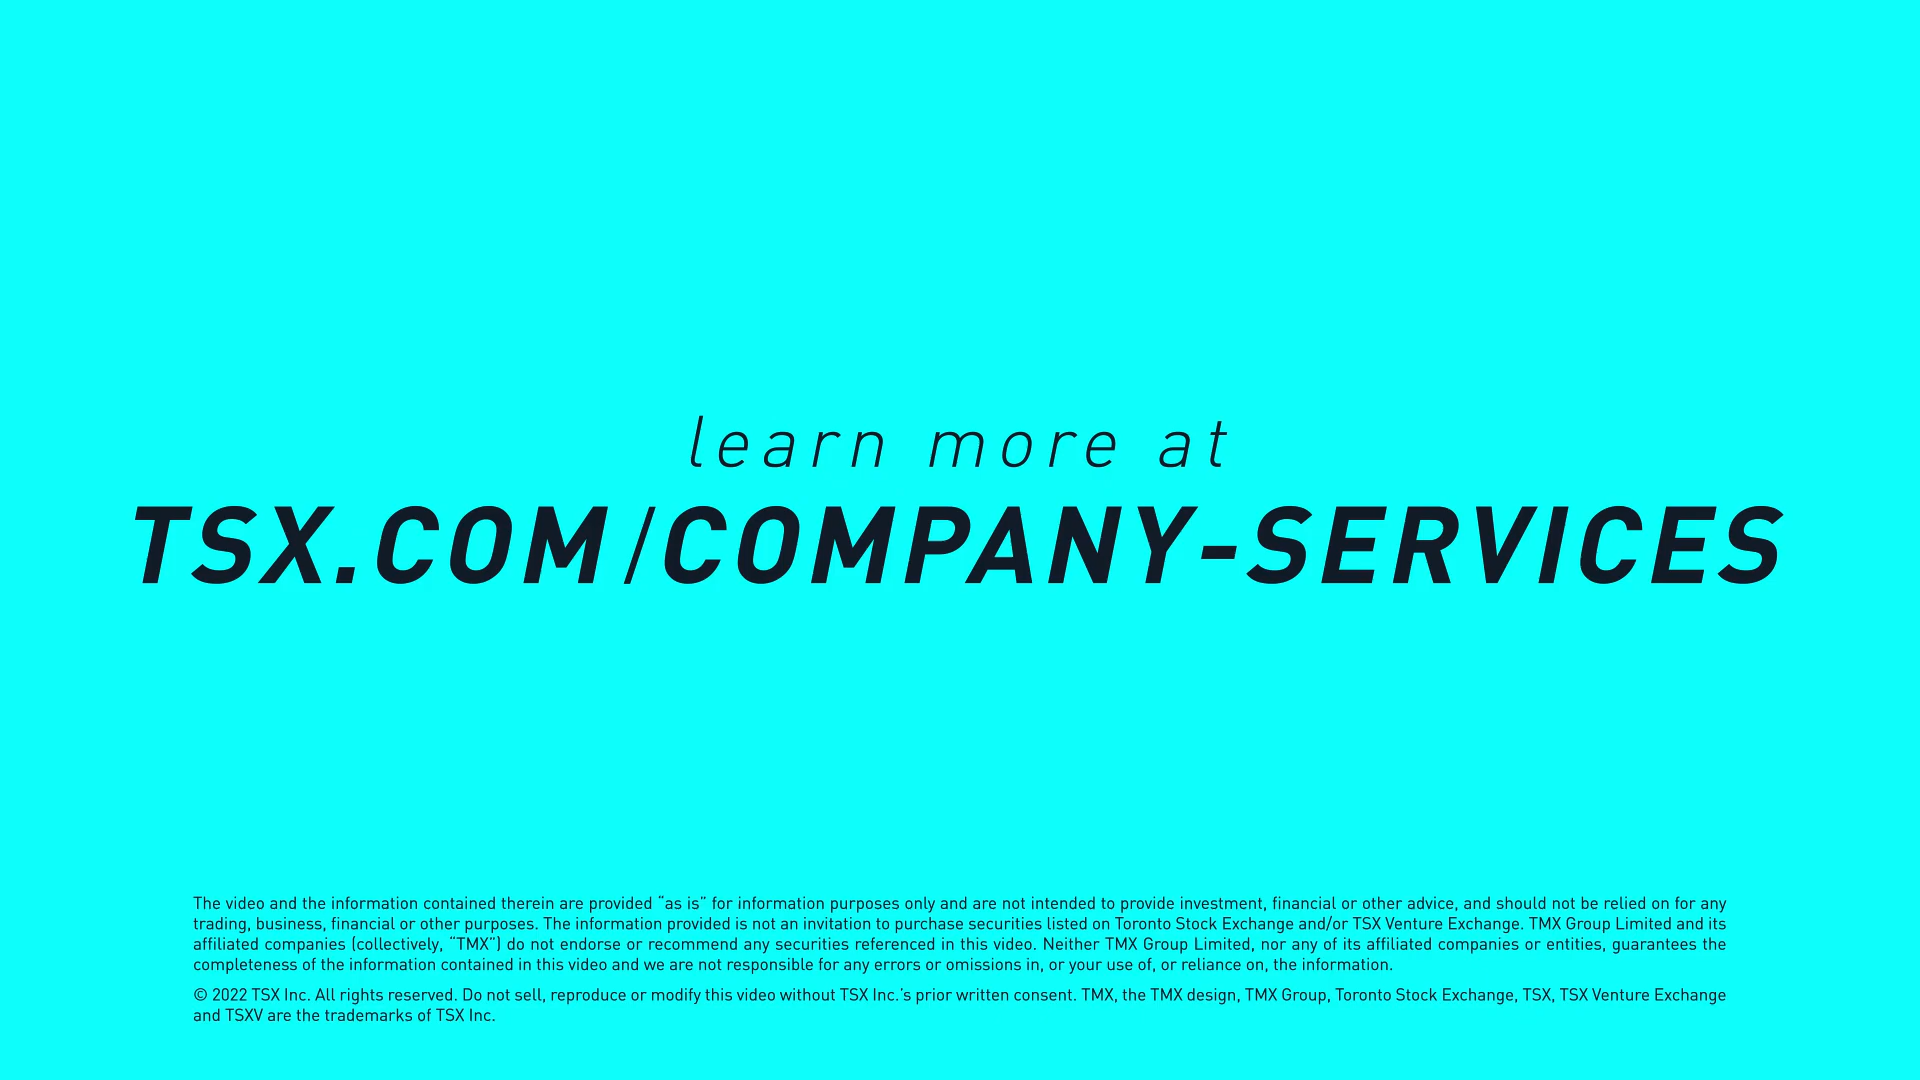 learn more at
TSX.COM/COMPANY-SERVICES
The video and the information contained therein are provided “as is” for information purposes only and are not intended to provide investment, financial or other advice, and should not be relied on for any
trading, business, financial or other purposes. The information provided is not an invitation to purchase securities listed on Toronto Stock Exchange and/or TSX Venture Exchange. TMX Group Limited and its
affiliated companies (collectively, “TMX”) do not endorse or recommend any securities referenced in this video. Neither TMX Group Limited, nor any of its affiliated companies or entities, guarantees the
completeness of the information contained in this video and we are not responsible for any errors or omissions in, or your use of, or reliance on, the information.
© 2022 TSX Inc. All rights reserved. Do not sell, reproduce or modify this video without TSX Inc.’s prior written consent. TMX, the TMX design, TMX Group, Toronto Stock Exchange, TSX, TSX Venture Exchange
and TSXV are the trademarks of TSX Inc.